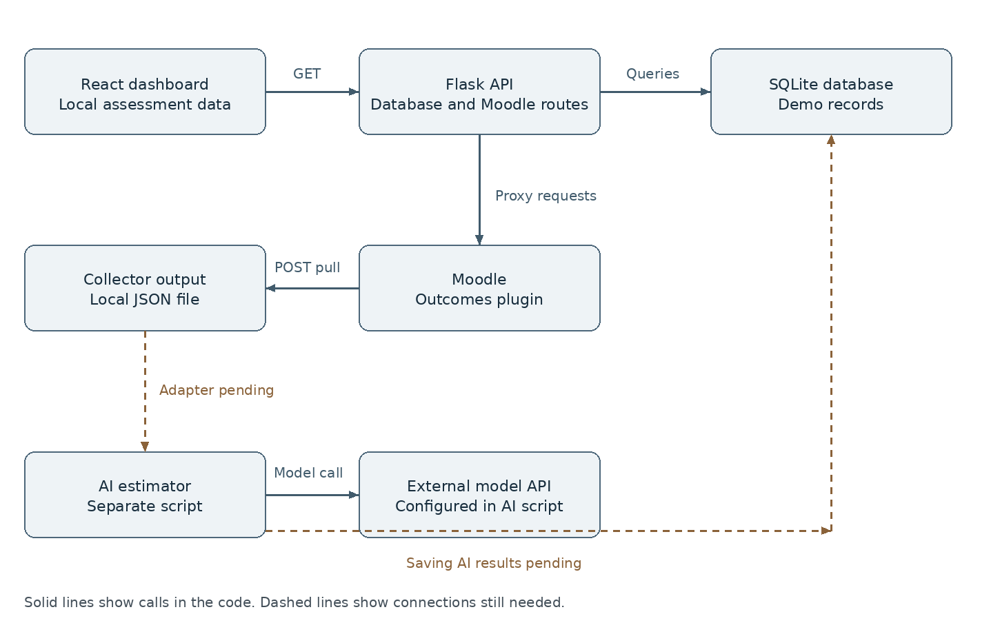 React dashboard
Local assessment data
GET
Flask API
Database and Moodle routes
Queries
SQLite database
Demo records
Proxy requests
Collector output
Local JSON file
POST pull
Moodle
Outcomes plugin
Adapter pending
AI estimator
Separate script
Model call
External model API
Configured in AI script
Saving AI results pending
Solid lines show calls in the code. Dashed lines show connections still needed.